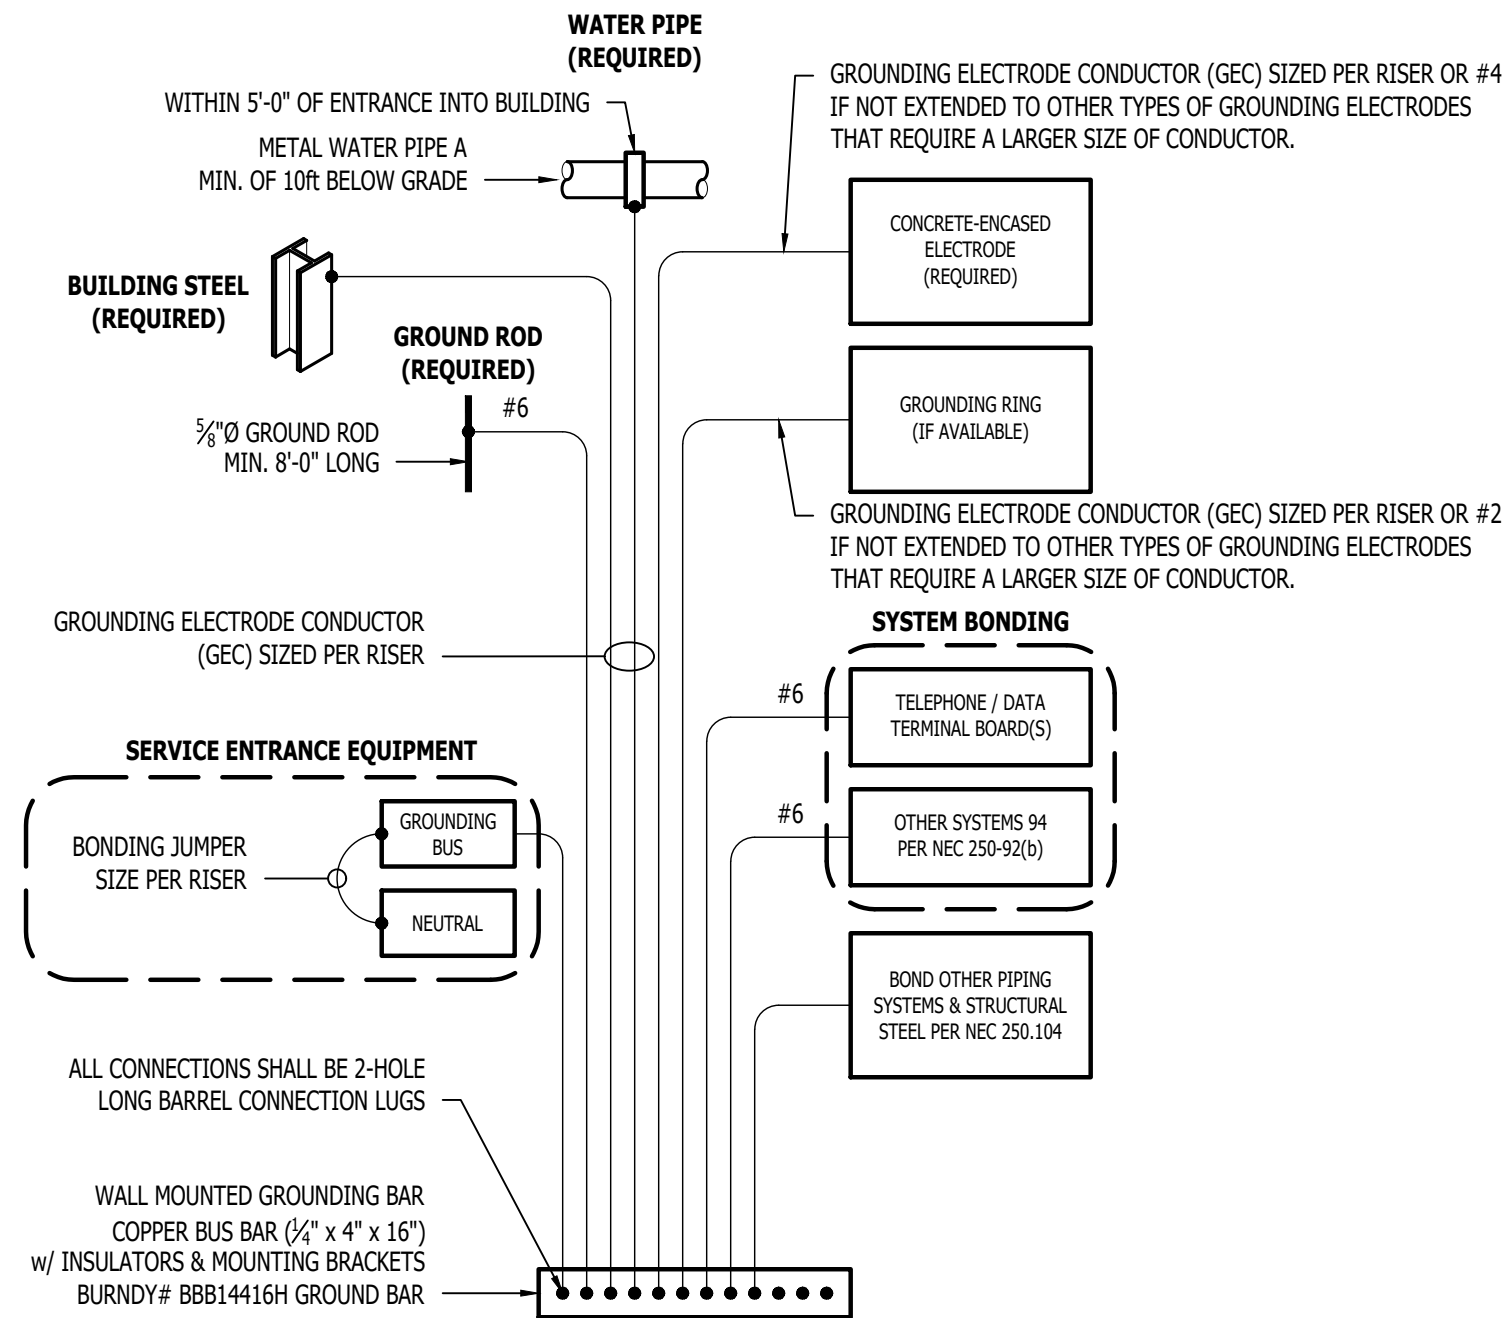 WATER PIPE
(REQUIRED)
WITHIN 5'-0" OF ENTRANCE INTO BUILDING
METAL WATER PIPE A
MIN. OF 10ft BELOW GRADE
GROUNDING ELECTRODE CONDUCTOR (GEC) SIZED PER RISER OR #4
IF NOT EXTENDED TO OTHER TYPES OF GROUNDING ELECTRODES
THAT REQUIRE A LARGER SIZE OF CONDUCTOR.
CONCRETE-ENCASED
ELECTRODE
(REQUIRED)
BUILDING STEEL
(REQUIRED)
GROUND ROD
(REQUIRED)
#6
5/8"Ø GROUND ROD
MIN. 8'-0" LONG
GROUNDING RING
(IF AVAILABLE)
GROUNDING ELECTRODE CONDUCTOR (GEC) SIZED PER RISER OR #2
IF NOT EXTENDED TO OTHER TYPES OF GROUNDING ELECTRODES
THAT REQUIRE A LARGER SIZE OF CONDUCTOR.
GROUNDING ELECTRODE CONDUCTOR
(GEC) SIZED PER RISER
SYSTEM BONDING
#6
TELEPHONE / DATA
TERMINAL BOARD(S)
#6
OTHER SYSTEMS 94
PER NEC 250-92(b)
SERVICE ENTRANCE EQUIPMENT
GROUNDING
BUS
BONDING JUMPER
SIZE PER RISER
NEUTRAL
BOND OTHER PIPING
SYSTEMS & STRUCTURAL
STEEL PER NEC 250.104
ALL CONNECTIONS SHALL BE 2-HOLE
LONG BARREL CONNECTION LUGS
WALL MOUNTED GROUNDING BAR
COPPER BUS BAR (1/4" x 4" x 16")
w/ INSULATORS & MOUNTING BRACKETS
BURNDY# BBB14416H GROUND BAR